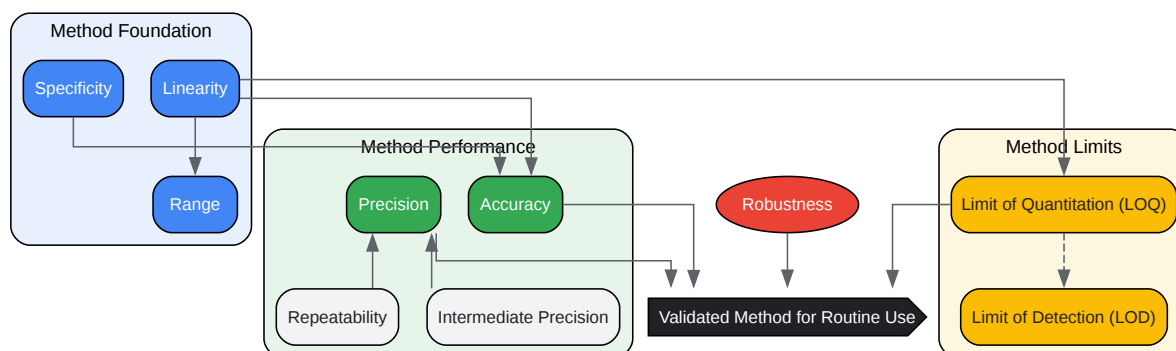 Method Foundation
Specificity
Linearity
Range
Method Performance
Precision
Accuracy
Repeatability
Intermediate Precision
Robustness
Validated Method for Routine Use
Method Limits
Limit of Quantitation (LOQ)
Limit of Detection (LOD)